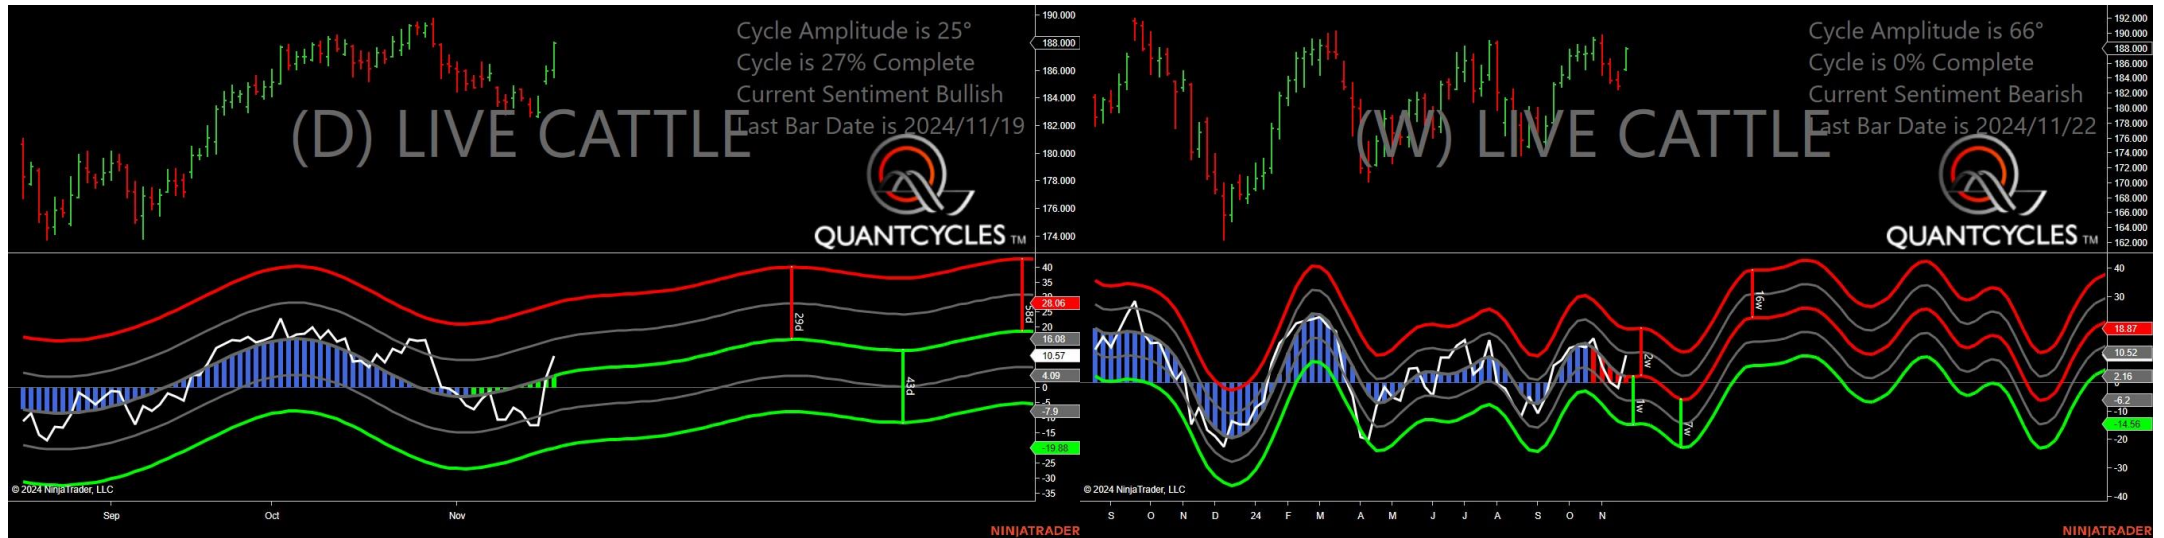 Cycle Amplitude is 25°
Cycle is 27% Complete
Current Sentiment Bullish
Last Bar Date is 2024/11/19
(D) LIVE CATTLE
QUANTCYCLES TM
190.000
188.000
186.000
184.000
182.000
180.000
178.000
176.000
174.000
40
35
30
28.06
25
20
16.08
10.57
4.09
0
-5
-7.9
-10
-15
-19.88
-25
-30
-35
29d
43d
58d
© 2024 NinjaTrader, LLC
Sep
Oct
Nov
NINJATRADER
Cycle Amplitude is 66°
Cycle is 0% Complete
Current Sentiment Bearish
Last Bar Date is 2024/11/22
(W) LIVE CATTLE
QUANTCYCLES TM
192.000
190.000
188.000
186.000
184.000
182.000
180.000
178.000
176.000
174.000
172.000
170.000
168.000
166.000
164.000
162.000
40
30
18.87
10.52
2.16
0
-6.2
-10
-14.56
-20
-30
-40
16w
2w
1w
7w
© 2024 NinjaTrader, LLC
S
O
N
D
24
F
M
A
M
J
J
A
S
O
N
NINJATRADER